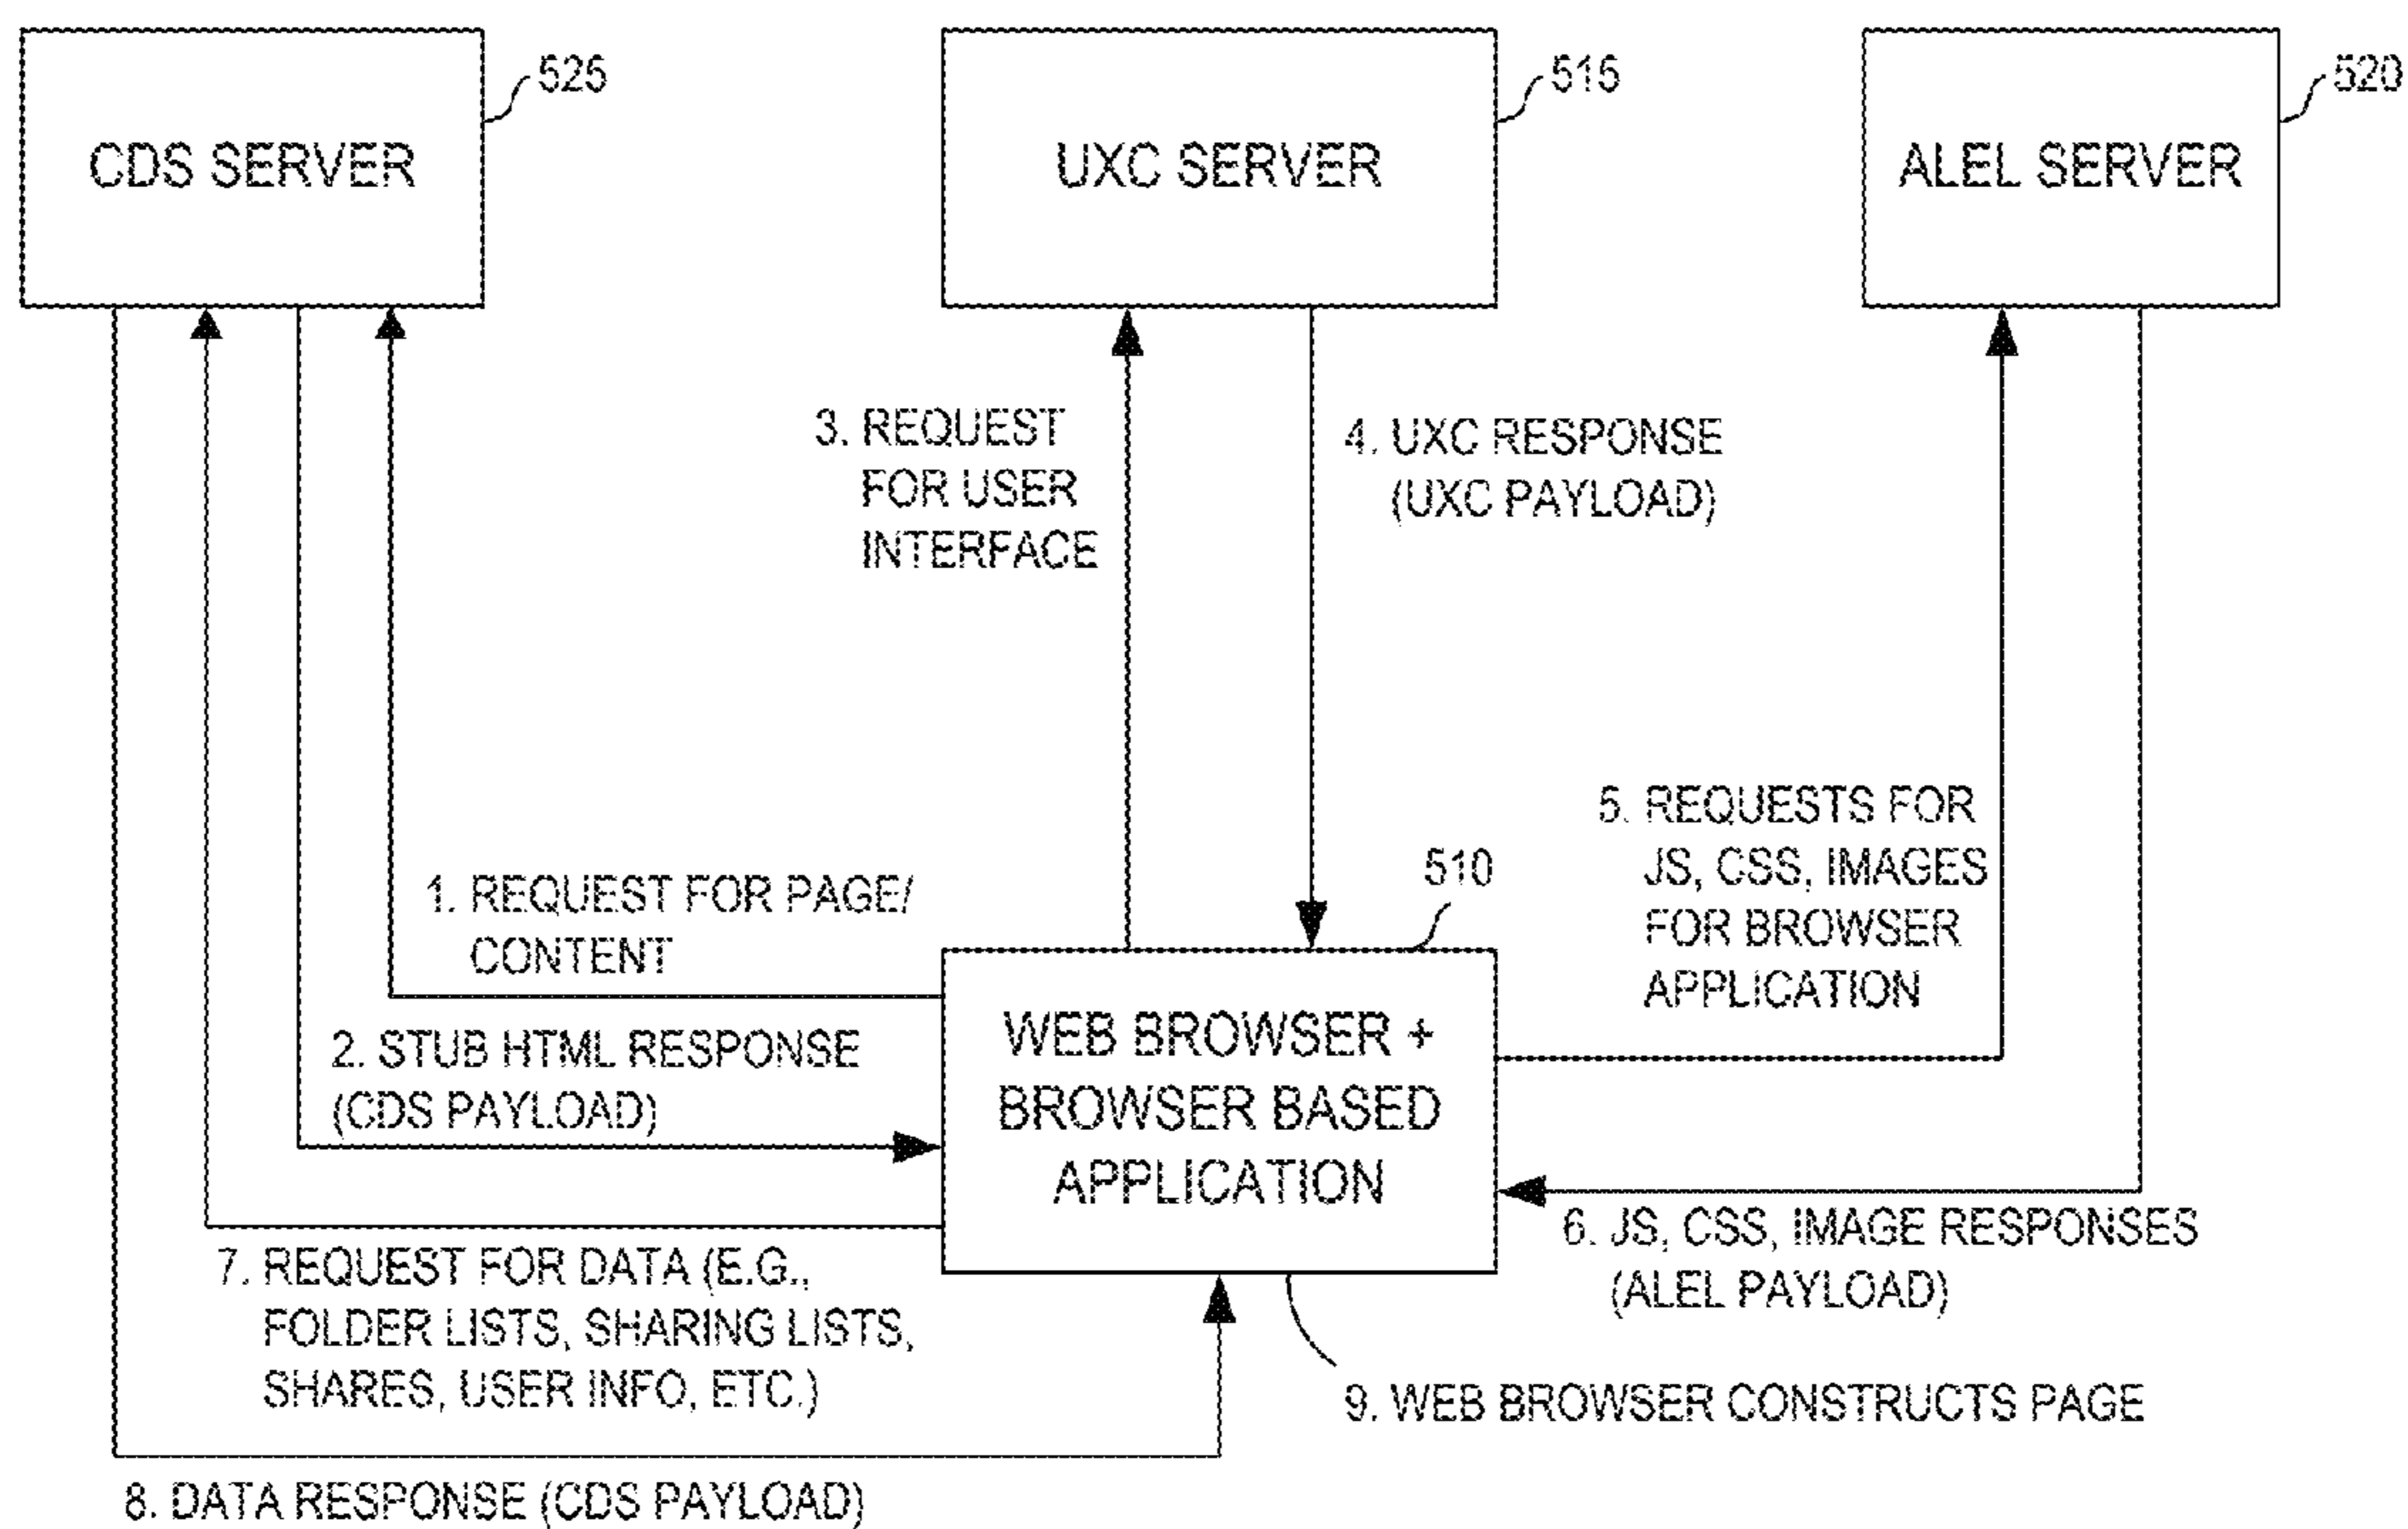 525
515
520
CDS SERVER
UXC SERVER
ALEL SERVER
3. REQUEST
FOR USER
INTERFACE
4. UXC RESPONSE
(UXC PAYLOAD)
5. REQUESTS FOR
JS, CSS, IMAGES
FOR BROWSER
APPLICATION
510
1. REQUEST FOR PAGE/
CONTENT
2. STUB HTML RESPONSE
(CDS PAYLOAD)
WEB BROWSER +
BROWSER BASED
APPLICATION
6. JS, CSS, IMAGE RESPONSES
(ALEL PAYLOAD)
7. REQUEST FOR DATA (E.G.,
FOLDER LISTS, SHARING LISTS,
SHARES, USER INFO, ETC.)
9. WEB BROWSER CONSTRUCTS PAGE
8. DATA RESPONSE (CDS PAYLOAD)